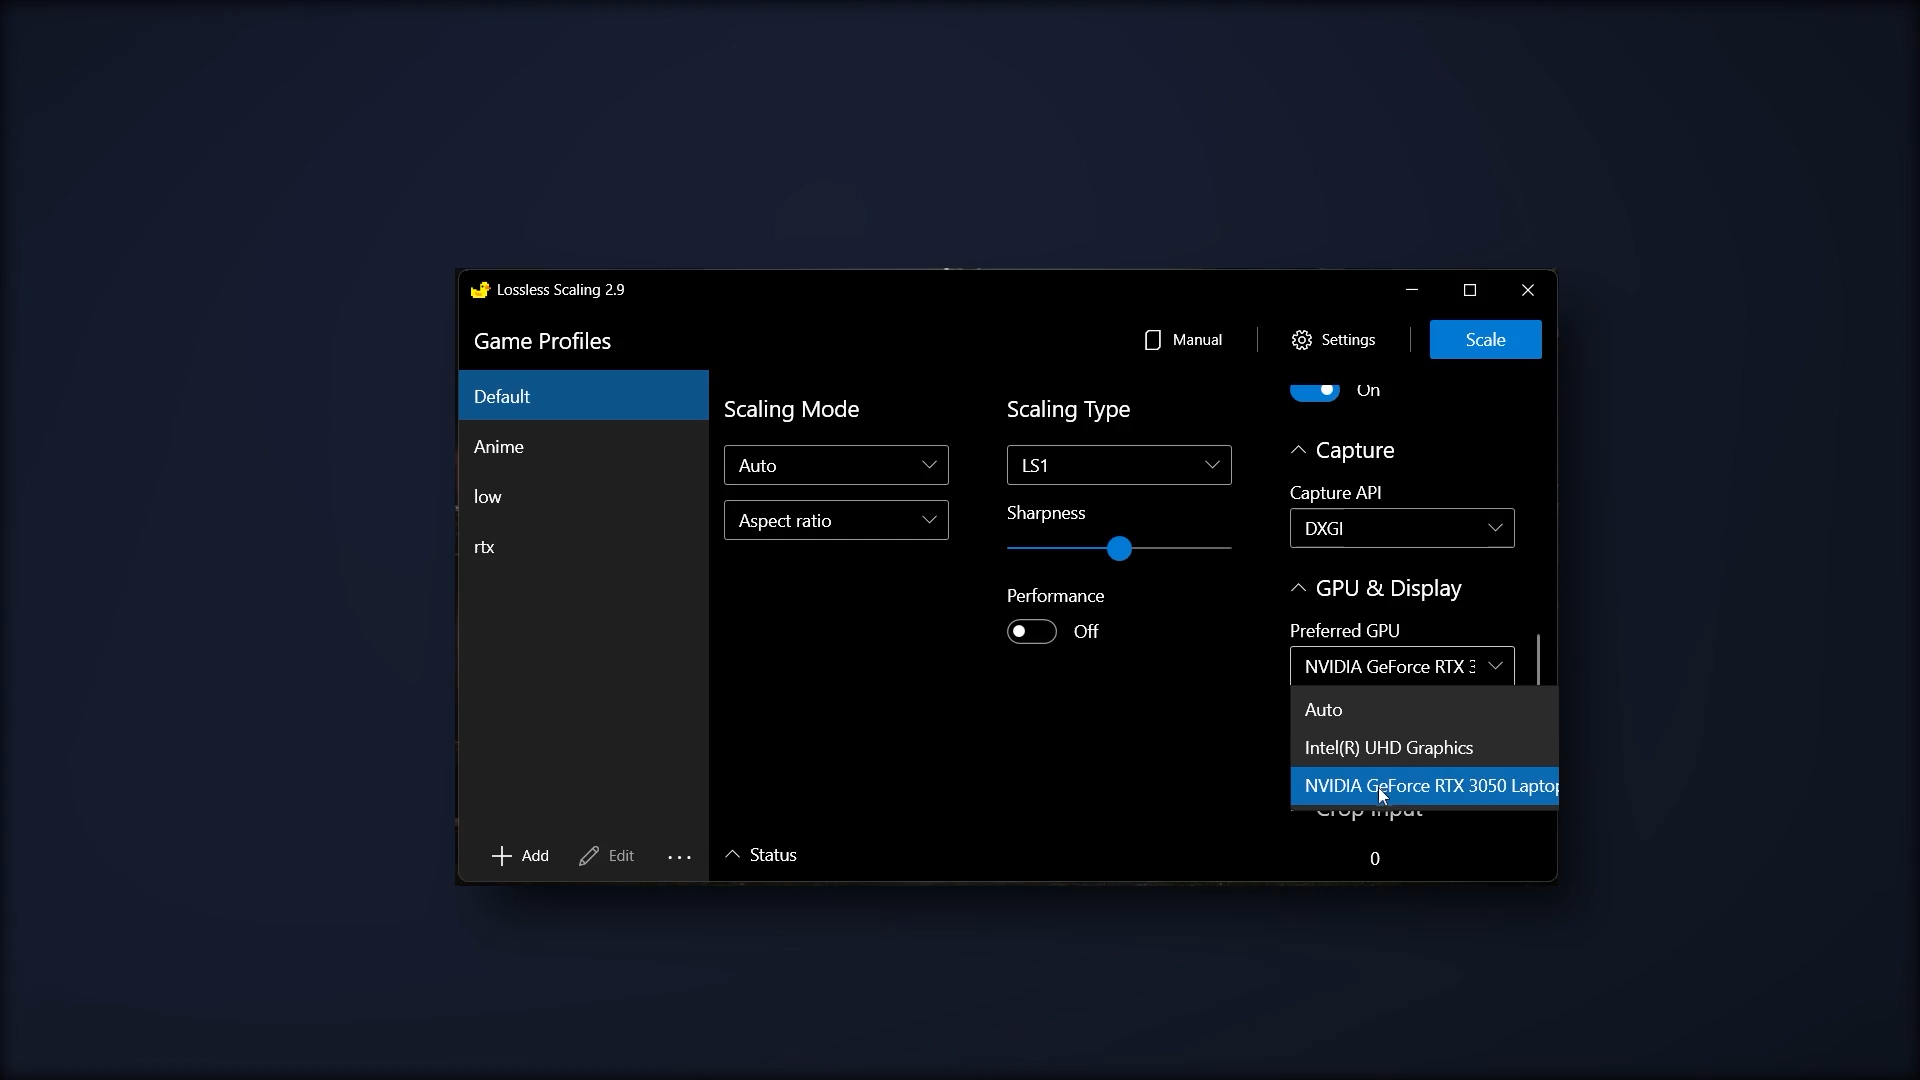 Lossless Scaling 2.9
Game Profiles
Manual
Settings
Scale
Default
Anime
low
rtx
Add
Edit
Scaling Mode
Auto
Aspect ratio
Status
Scaling Type
LS1
Sharpness
Performance
Off
On
Capture
Capture API
DXGI
GPU & Display
Preferred GPU
NVIDIA GeForce RTX 3
Auto
Intel(R) UHD Graphics
NVIDIA GeForce RTX 3050 Laptop
Crop Input
0